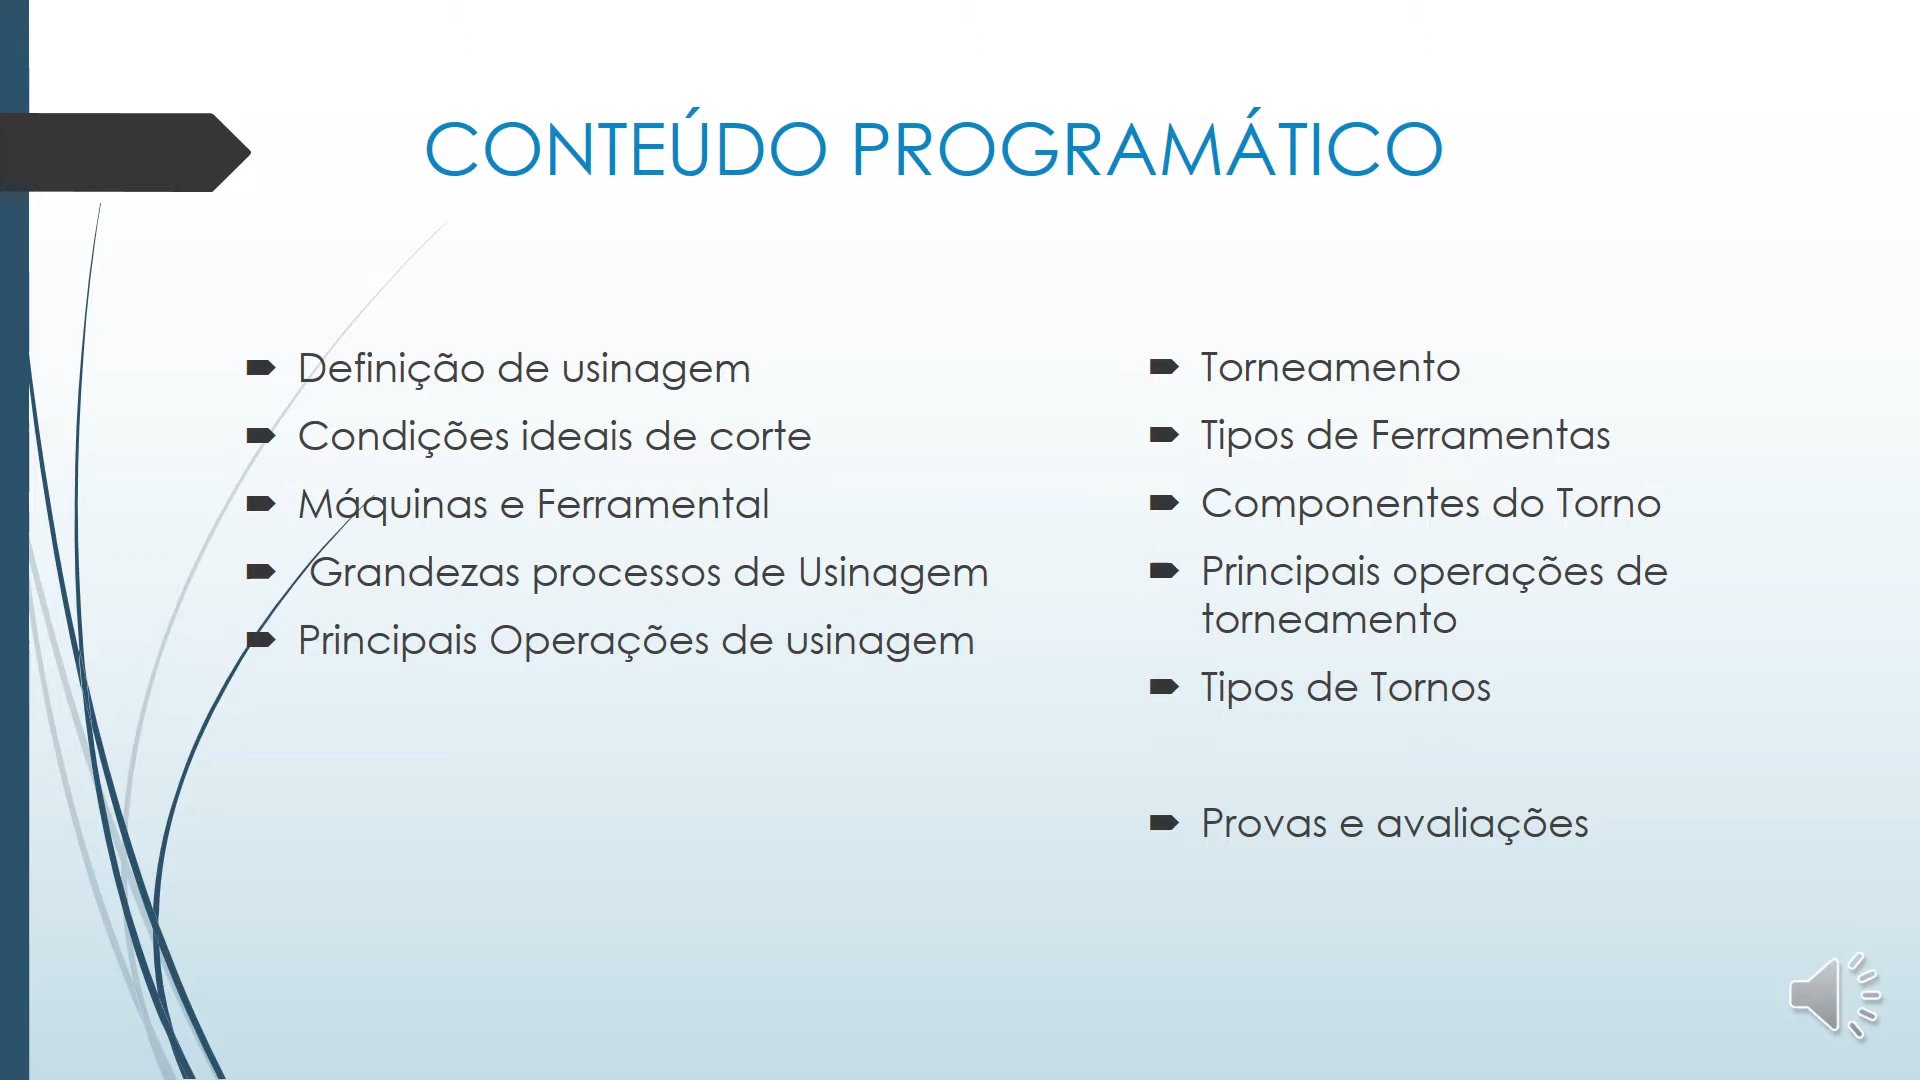 CONTEÚDO PROGRAMÁTICO
Definição de usinagem
Condições ideais de corte
Máquinas e Ferramental
Grandezas processos de Usinagem
Principais Operações de usinagem
Torneamento
Tipos de Ferramentas
Componentes do Torno
Principais operações de
torneamento
Tipos de Tornos
Provas e avaliações